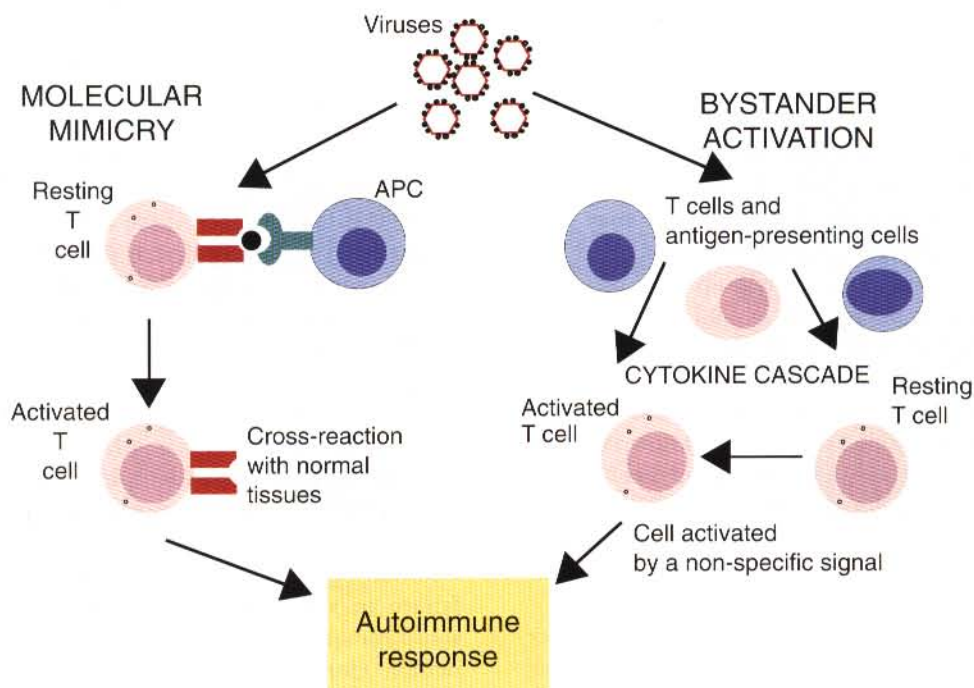 Viruses
MOLECULAR
MIMICRY
BYSTANDER
ACTIVATION
Resting
T
cell
APC
T cells and
antigen-presenting cells
CYTOKINE CASCADE
Activated
T
cell
Cross-reaction
with normal
tissues
Activated
T cell
Resting
T cell
Cell activated
by a non-specific signal
Autoimmune
response